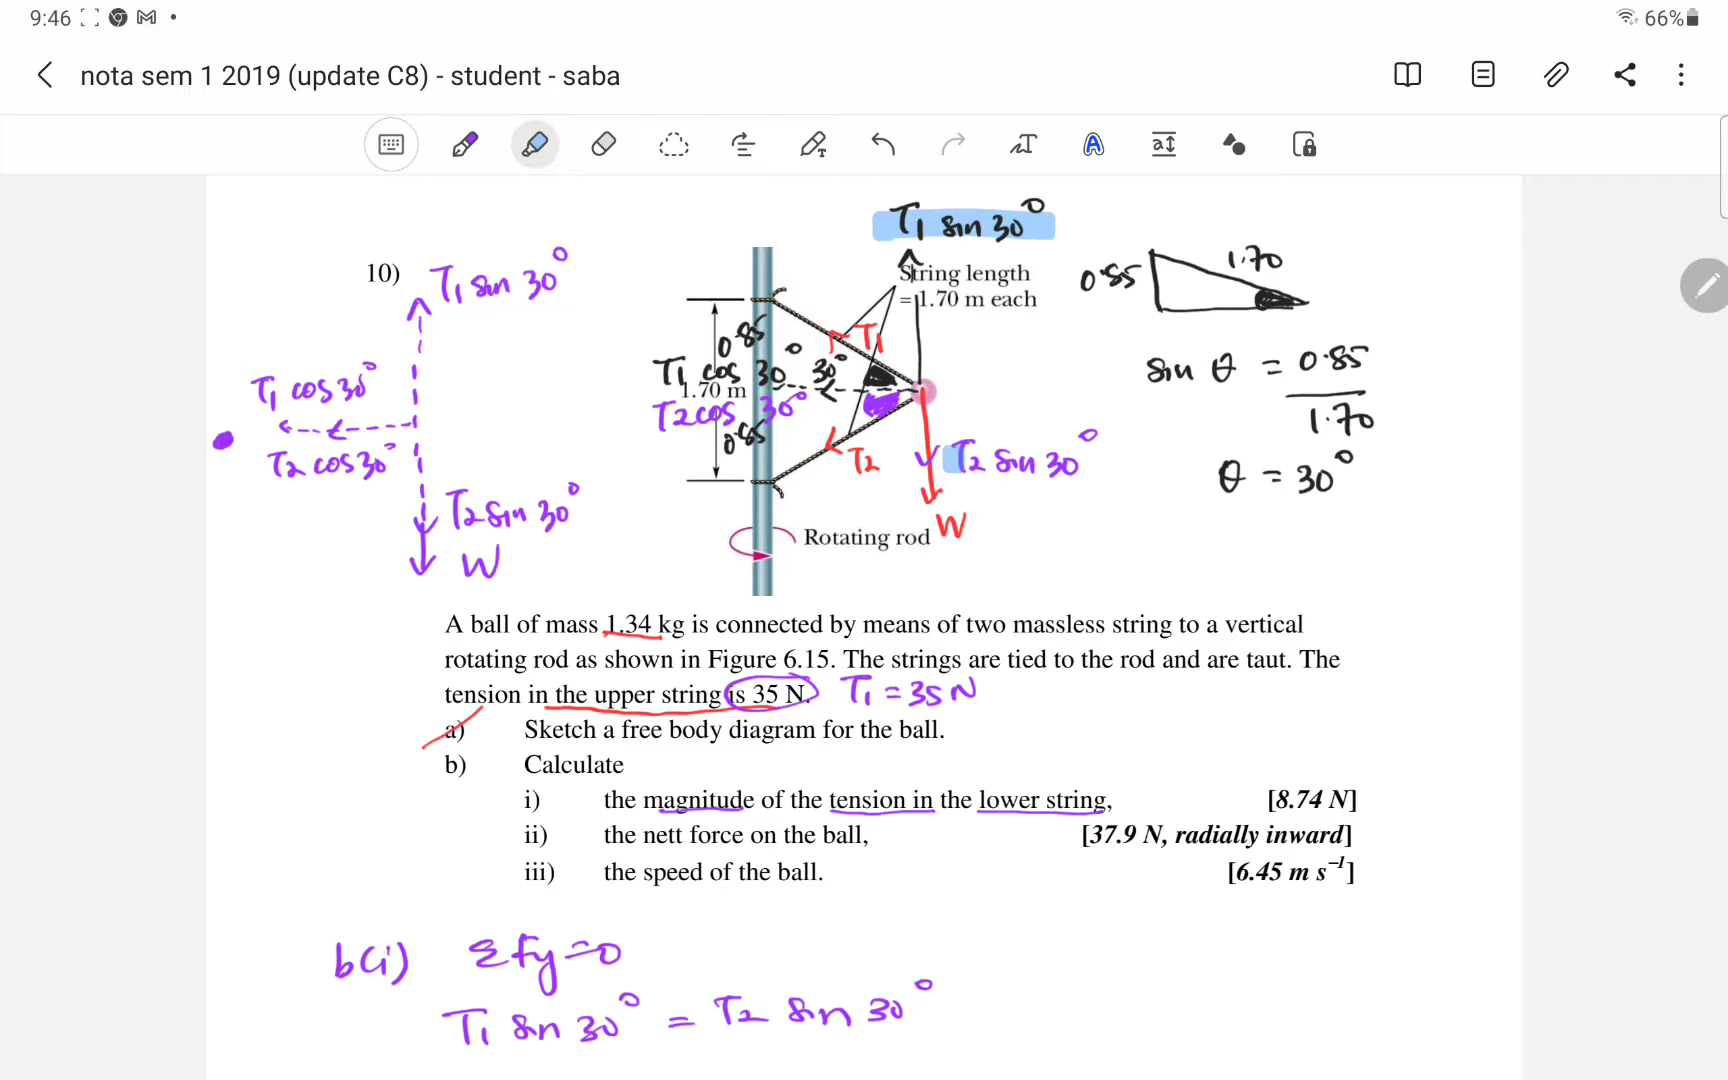 9:46
66%
nota sem 1 2019 (update C8) - student - saba
T1 sin 30°
10)
T1 sin 30°
String length
= 1.70 m each
0.85
1.70
0.85
T1
T1 cos 30°
30°
1.70 m
T2 cos 30°
0.85
T1 cos 30°
T2 cos 30°
T2
T2 sin 30°
sin θ = 0.85
1.70
θ = 30°
T2 sin 30°
W
W
Rotating rod
A ball of mass 1.34 kg is connected by means of two massless string to a vertical
rotating rod as shown in Figure 6.15. The strings are tied to the rod and are taut. The
tension in the upper string is 35 N. T1 = 35 N
a) Sketch a free body diagram for the ball.
b) Calculate
i) the magnitude of the tension in the lower string, [8.74 N]
ii) the nett force on the ball, [37.9 N, radially inward]
iii) the speed of the ball. [6.45 m s⁻¹]
b(i) Σ Fy = 0
T1 sin 30° = T2 sin 30°